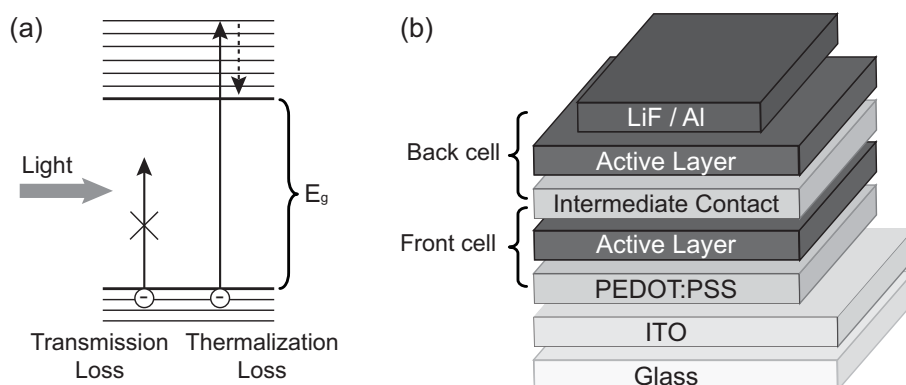 (a)
Light
E₉
Transmission
Loss
Thermalization
Loss
(b)
LiF / Al
Back cell
Active Layer
Intermediate Contact
Front cell
Active Layer
PEDOT:PSS
ITO
Glass